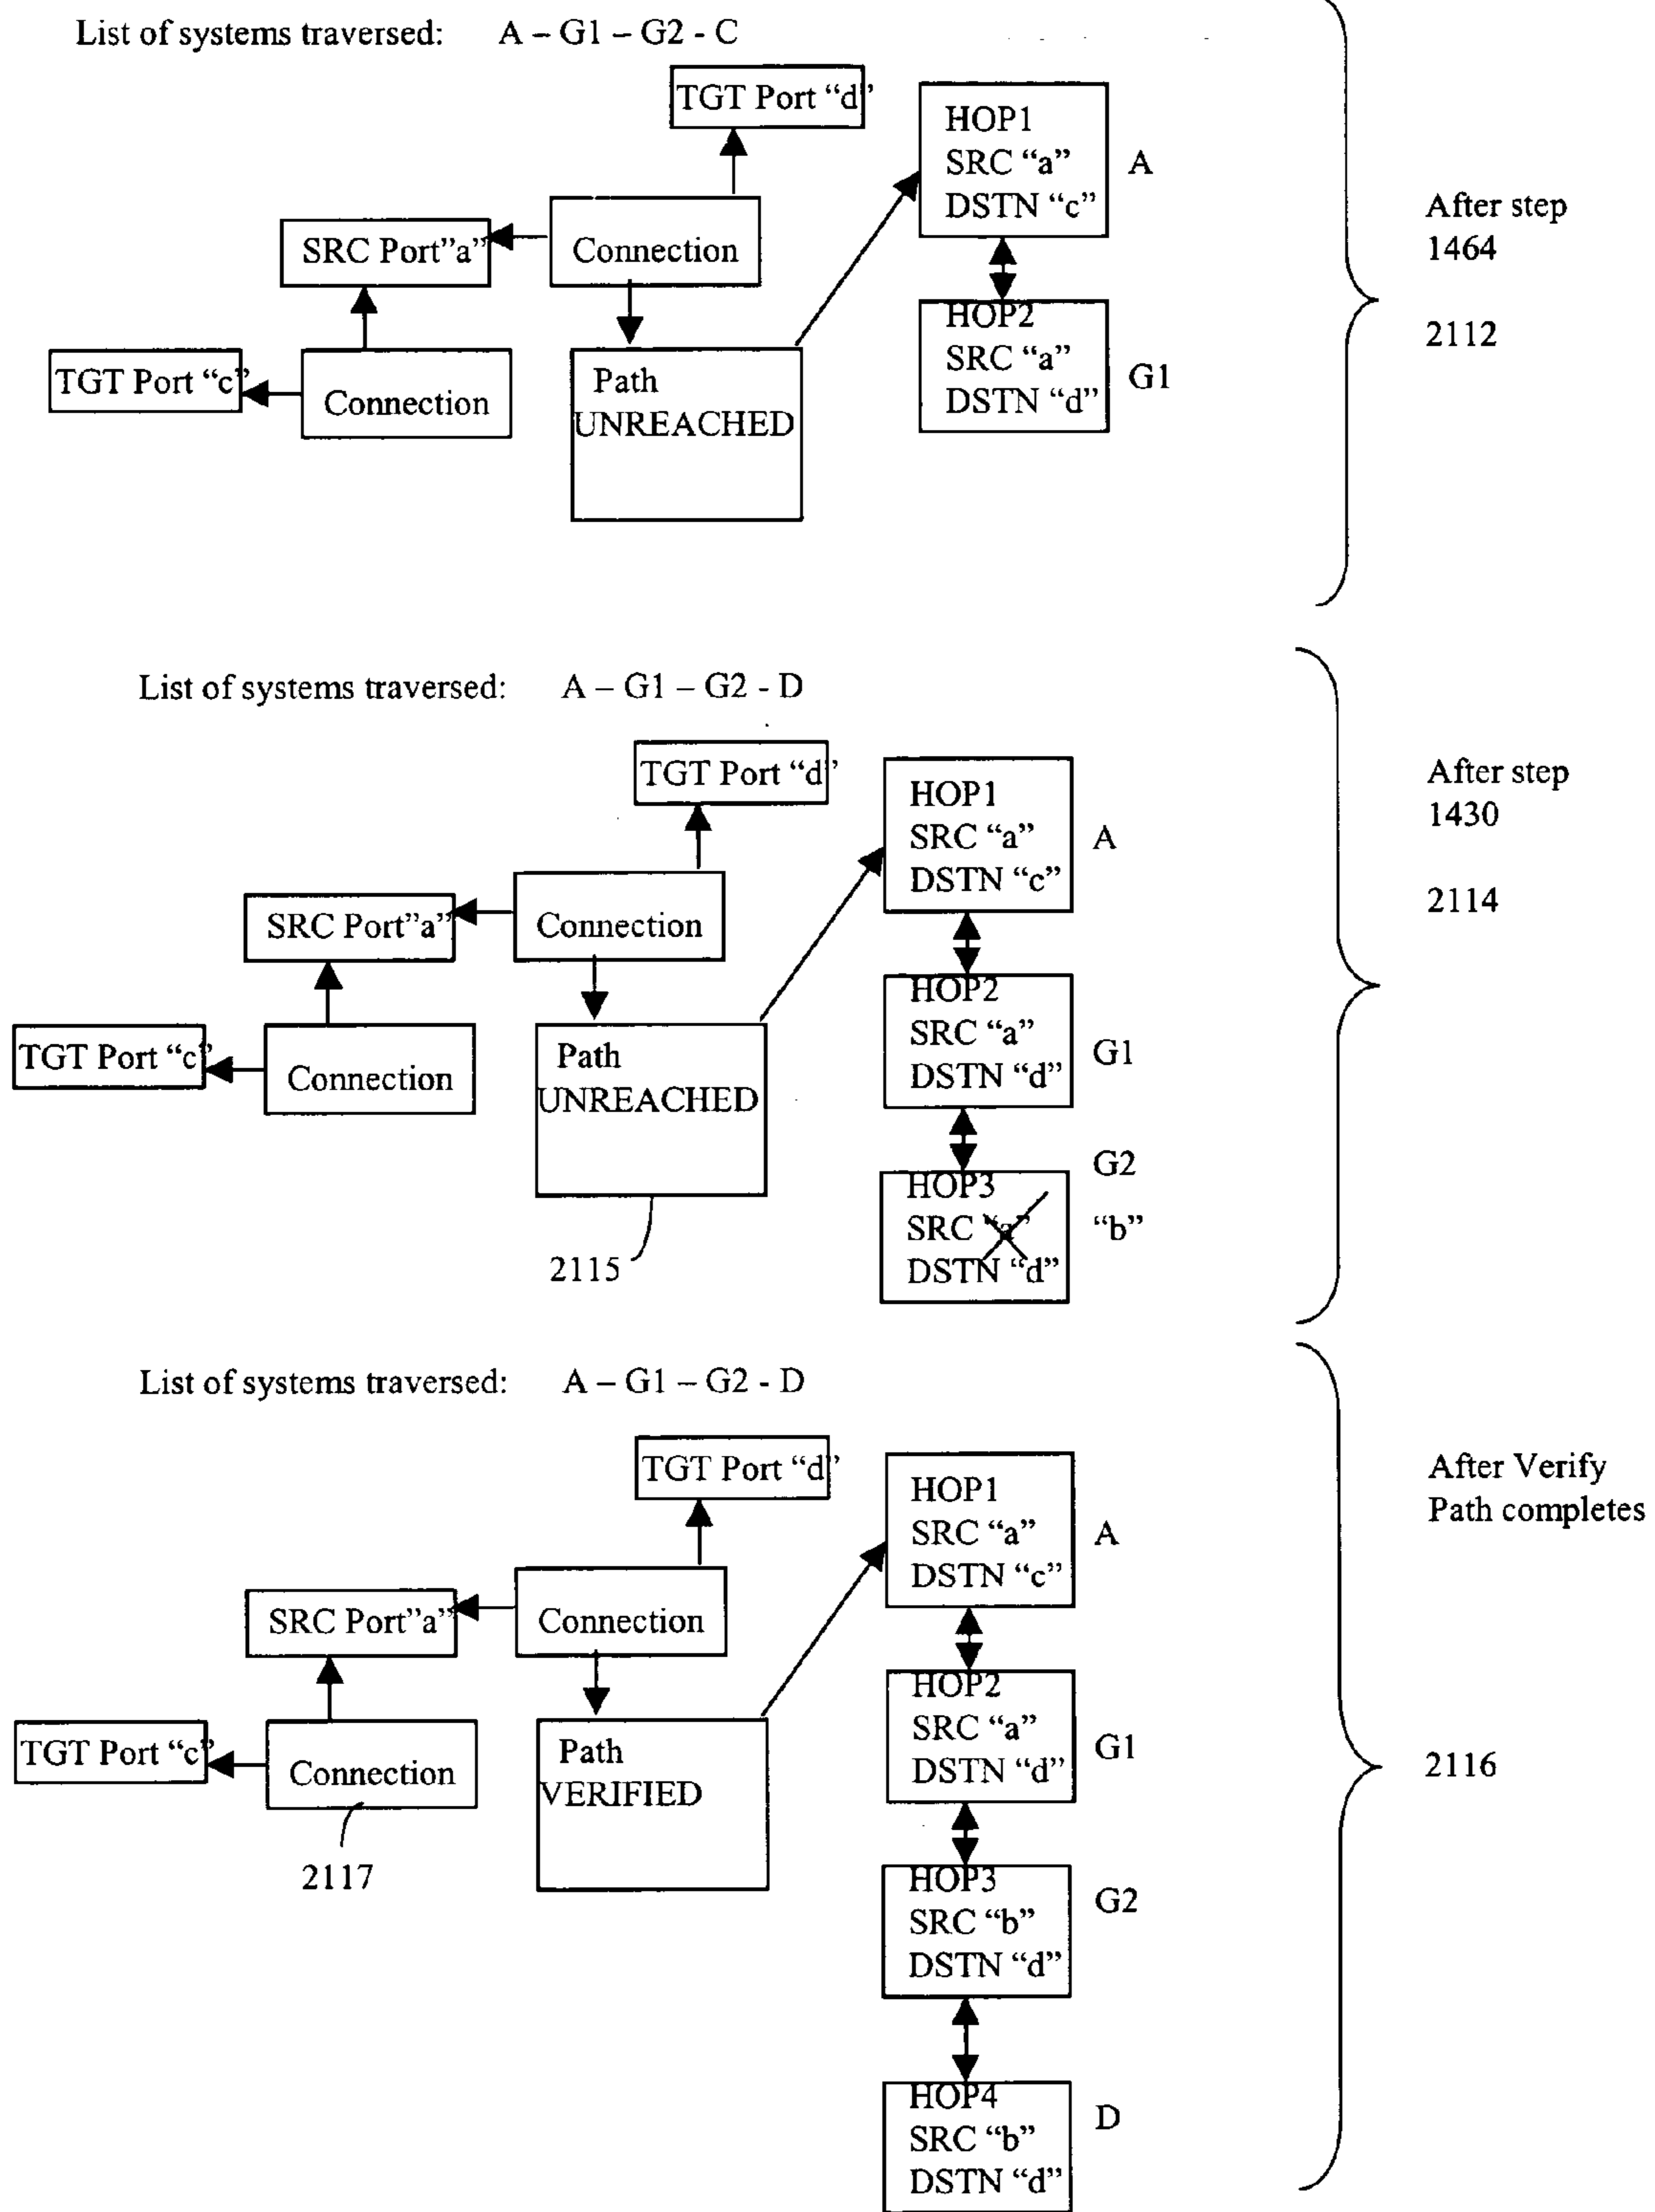 List of systems traversed: A – G1 – G2 - C
TGT Port “d”
HOP1
SRC “a”
DSTN “c”
A
After step
1464
2112
SRC Port”a”
Connection
HOP2
SRC “a”
DSTN “d”
G1
TGT Port “c”
Connection
Path
UNREACHED
List of systems traversed: A – G1 – G2 - D
TGT Port “d”
HOP1
SRC “a”
DSTN “c”
A
After step
1430
2114
SRC Port”a”
Connection
HOP2
SRC “a”
DSTN “d”
G1
TGT Port “c”
Connection
Path
UNREACHED
2115
G2
HOP3
SRC “a”
DSTN “d”
“b”
List of systems traversed: A – G1 – G2 - D
TGT Port “d”
HOP1
SRC “a”
DSTN “c”
A
After Verify
Path completes
2116
SRC Port”a”
Connection
HOP2
SRC “a”
DSTN “d”
G1
TGT Port “c”
Connection
2117
Path
VERIFIED
HOP3
SRC “b”
DSTN “d”
G2
HOP4
SRC “b”
DSTN “d”
D